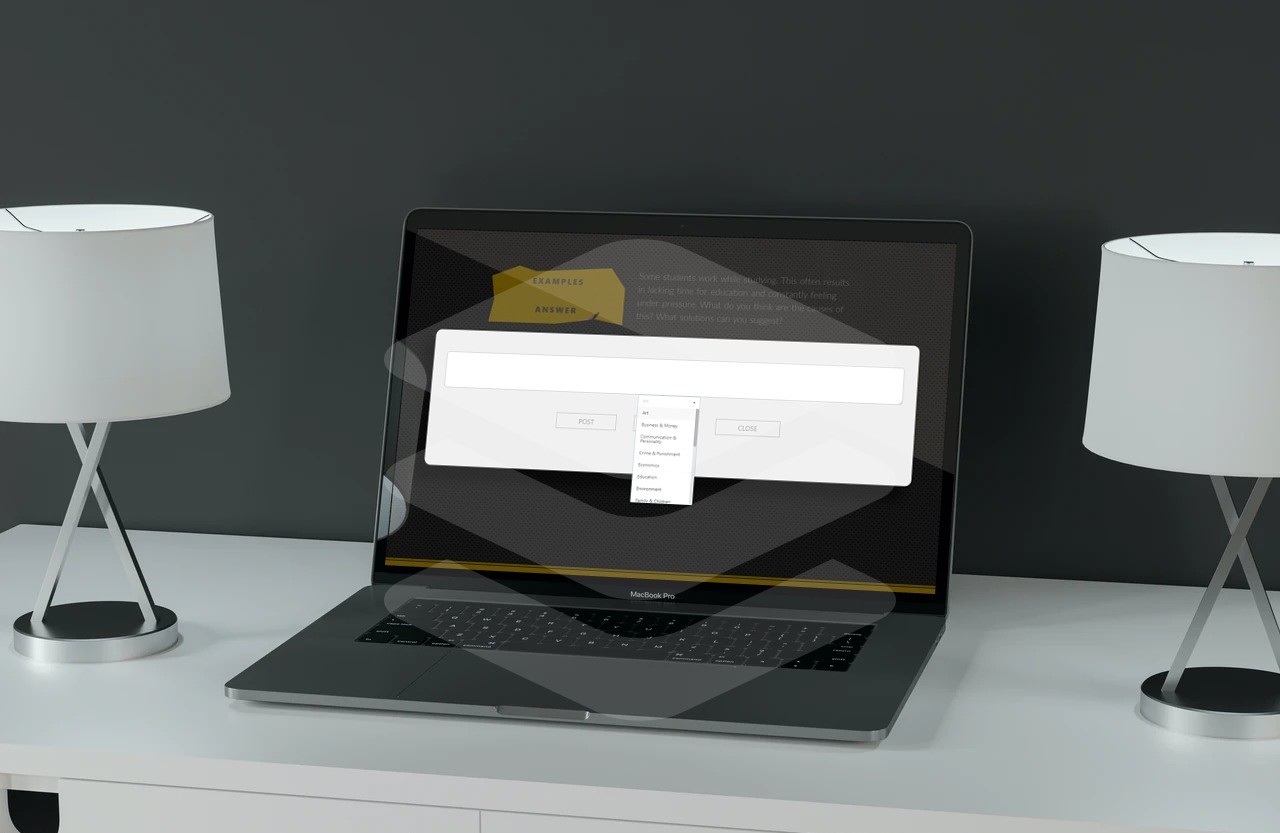 EXAMPLES
ANSWER
Some students work while studying. This often results
in lacking time for education and constantly feeling
under pressure. What do you think are the causes of
this? What solutions can you suggest?
Art
POST
CLOSE
Business & Money
Communication &
Personality
Crime & Punishment
Economics
Education
Environment
Family & Children
MacBook Pro